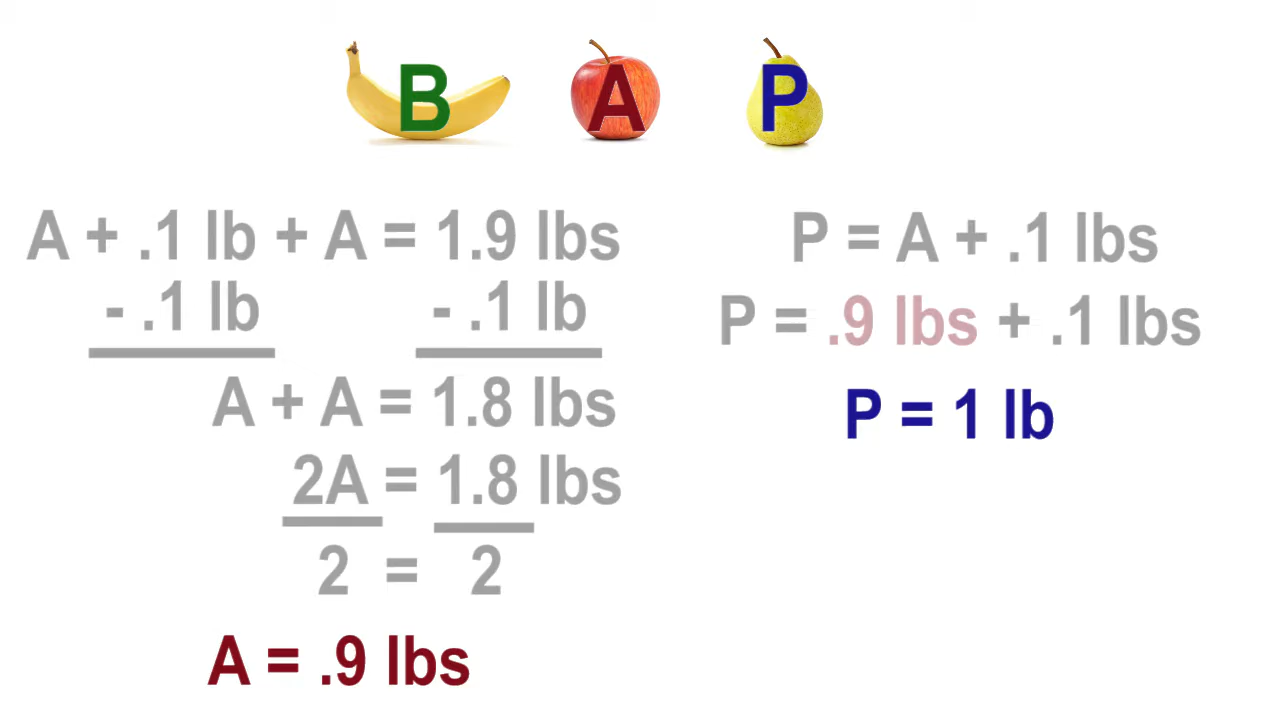 B A P
A + .1 lb + A = 1.9 lbs
- .1 lb - .1 lb
A + A = 1.8 lbs
2A = 1.8 lbs
2 = 2
A = .9 lbs
P = A + .1 lbs
P = .9 lbs + .1 lbs
P = 1 lb